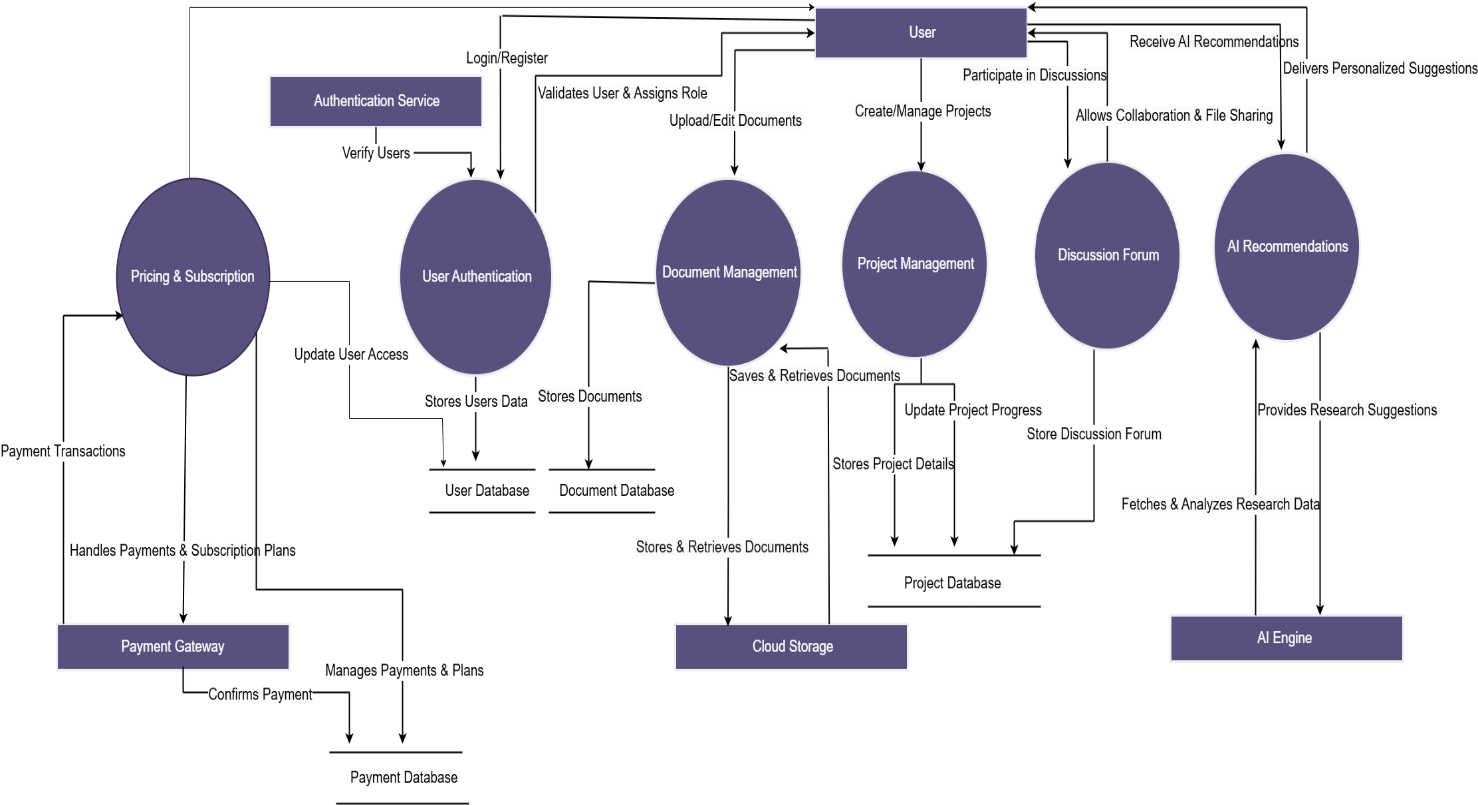 User
Receive AI Recommendations
Login/Register
Delivers Personalized Suggestions
Participate in Discussions
Authentication Service
Validates User & Assigns Role
Create/Manage Projects
Allows Collaboration & File Sharing
Upload/Edit Documents
Verify Users
AI Recommendations
Discussion Forum
Project Management
Document Management
Pricing & Subscription
User Authentication
Update User Access
Saves & Retrieves Documents
Stores Documents
Stores Users Data
Update Project Progress
Provides Research Suggestions
Store Discussion Forum
Payment Transactions
Stores Project Details
User Database
Document Database
Fetches & Analyzes Research Data
Handles Payments & Subscription Plans
Stores & Retrieves Documents
Project Database
AI Engine
Payment Gateway
Cloud Storage
Manages Payments & Plans
Confirms Payment
Payment Database